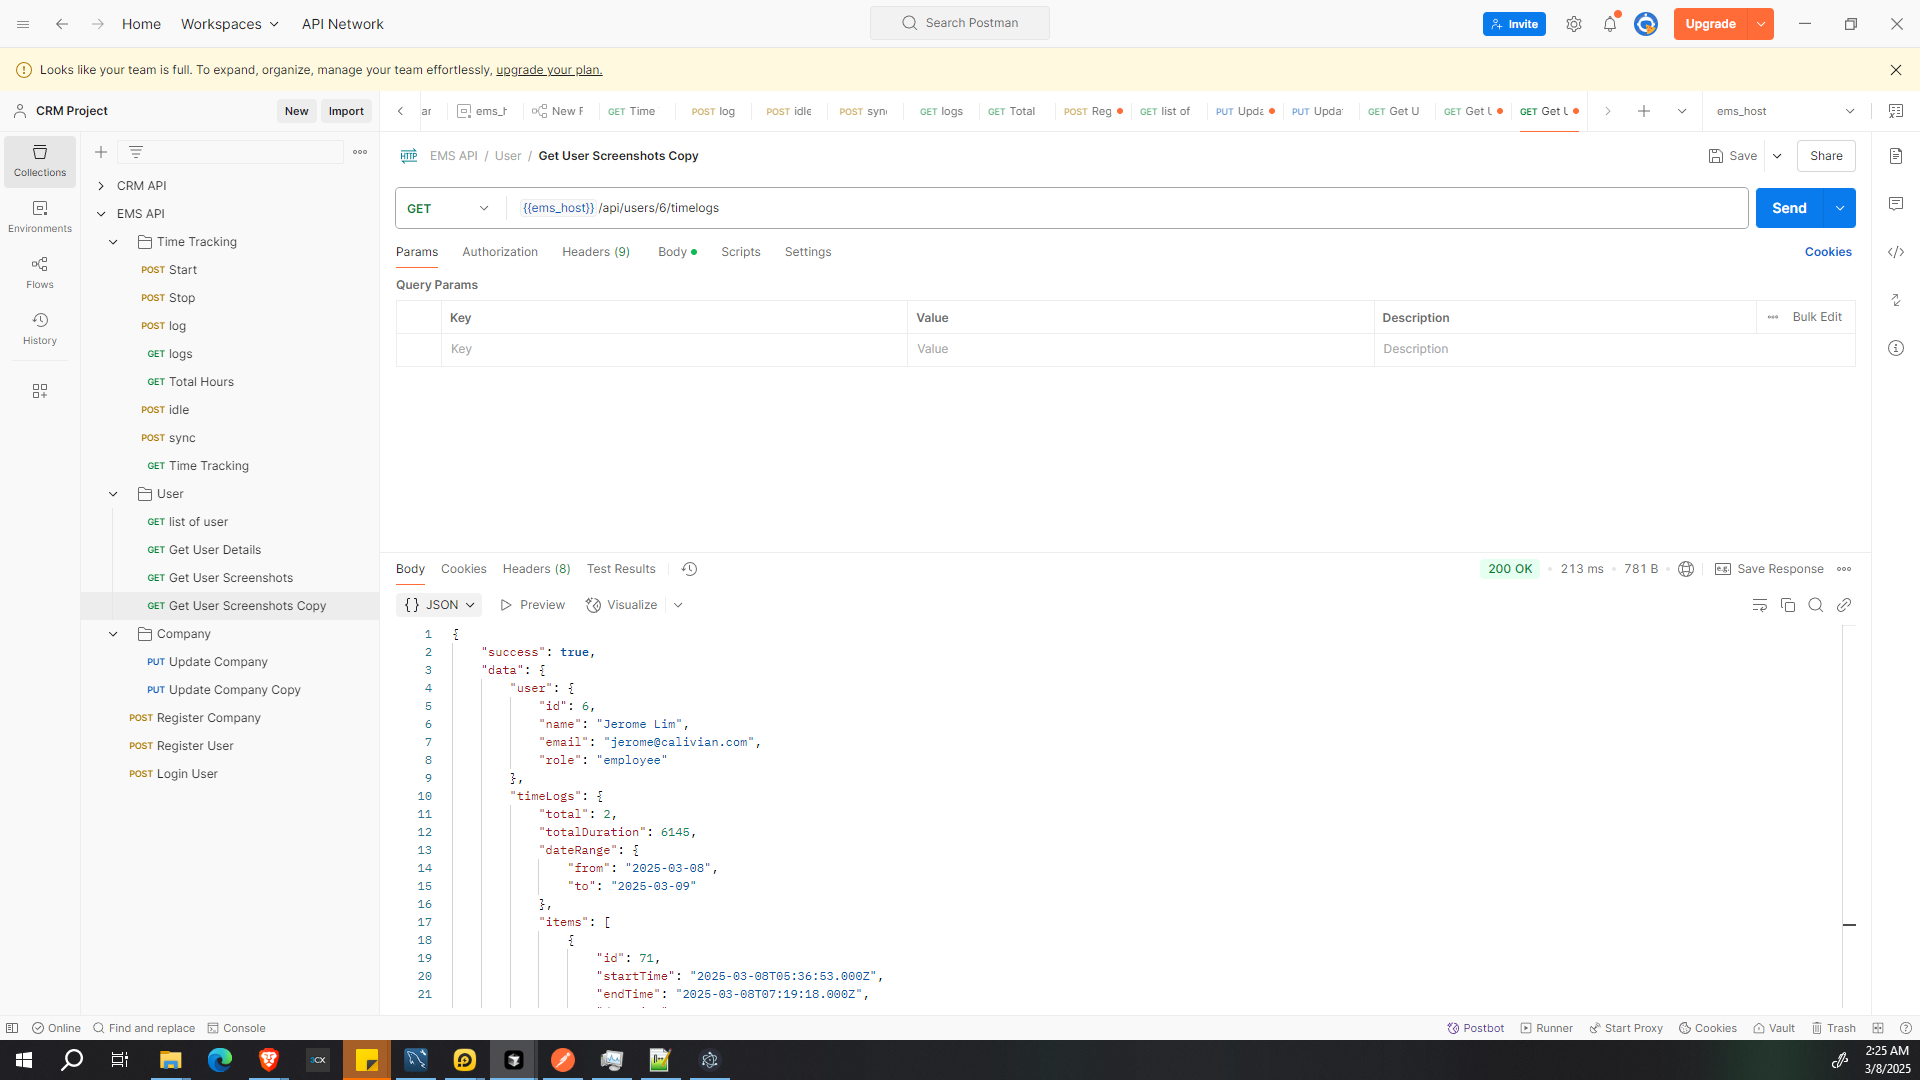 Home Workspaces API Network Search Postman Invite Upgrade
Looks like your team is full. To expand, organize, manage your team effortlessly, upgrade your plan.
CRM Project New Import
ems_h New F GET Time POST log POST idle POST sync GET logs GET Total POST Reg GET list of PUT Upda PUT Upda GET Get U GET Get U GET Get U ems_host
Collections
Environments
Flows
History
CRM API
EMS API
Time Tracking
POST Start
POST Stop
POST log
GET logs
GET Total Hours
POST idle
POST sync
GET Time Tracking
User
GET list of user
GET Get User Details
GET Get User Screenshots
GET Get User Screenshots Copy
Company
PUT Update Company
PUT Update Company Copy
POST Register Company
POST Register User
POST Login User
HTTP EMS API / User / Get User Screenshots Copy Save Share
GET {{ems_host}} /api/users/6/timelogs Send
Params Authorization Headers (9) Body Scripts Settings Cookies
Query Params
Key Value Description Bulk Edit
Key Value Description
Body Cookies Headers (8) Test Results 200 OK 213 ms 781 B e.g. Save Response
{} JSON Preview Visualize
1 {
2 "success": true,
3 "data": {
4 "user": {
5 "id": 6,
6 "name": "Jerome Lim",
7 "email": "jerome@calivian.com",
8 "role": "employee"
9 },
10 "timeLogs": {
11 "total": 2,
12 "totalDuration": 6145,
13 "dateRange": {
14 "from": "2025-03-08",
15 "to": "2025-03-09"
16 },
17 "items": [
18 {
19 "id": 71,
20 "startTime": "2025-03-08T05:36:53.000Z",
21 "endTime": "2025-03-08T07:19:18.000Z",
Online Find and replace Console Postbot Runner Start Proxy Cookies Vault Trash
2:25 AM
3/8/2025